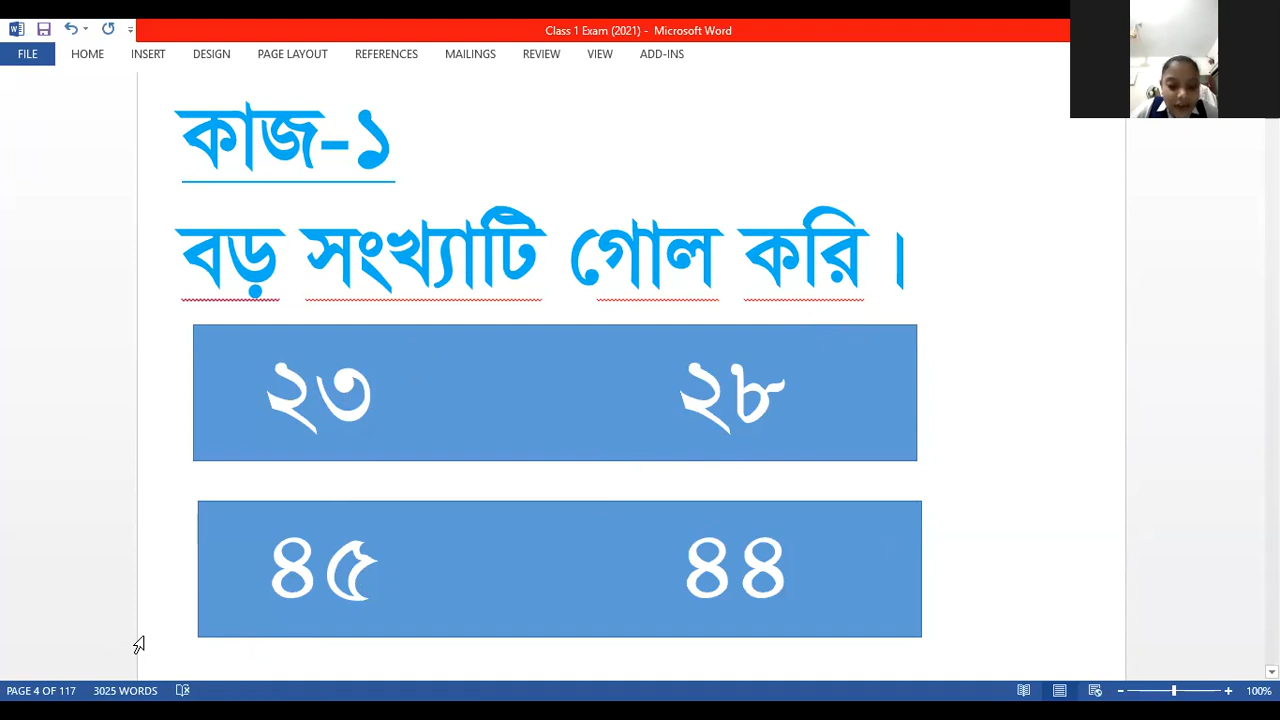 Class 1 Exam (2021) - Microsoft Word
FILE HOME INSERT DESIGN PAGE LAYOUT REFERENCES MAILINGS REVIEW VIEW ADD-INS
কাজ-১
বড় সংখ্যাটি গোল করি ।
২৩ ২৮
৪৫ ৪৪
PAGE 4 OF 117 3025 WORDS 100%